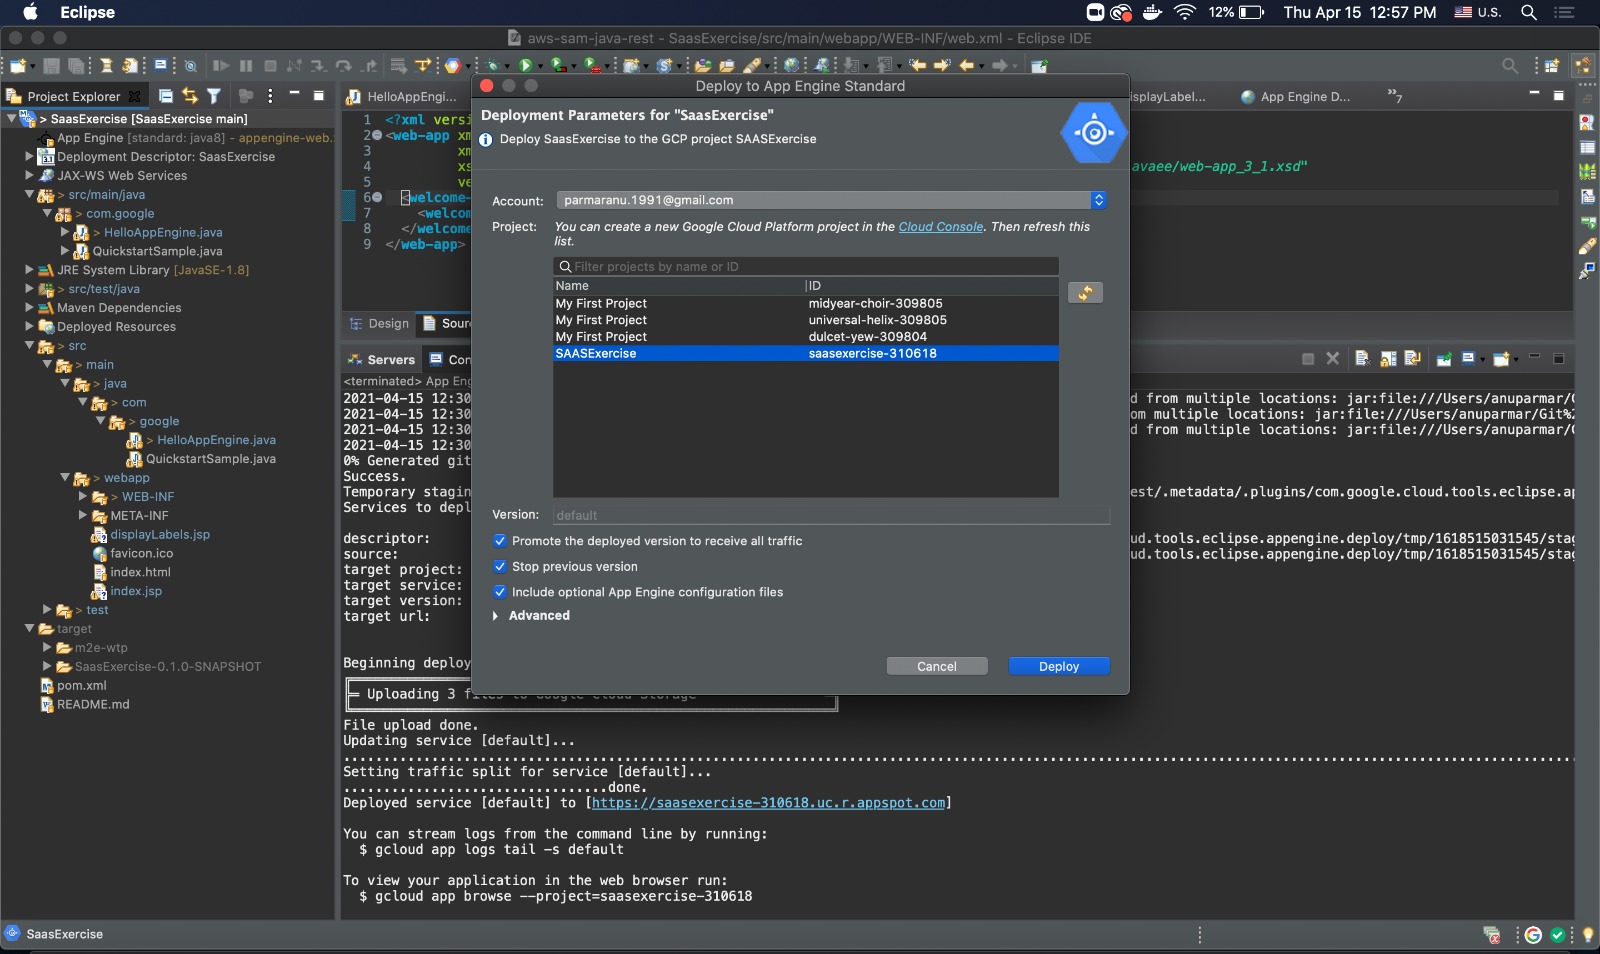 Eclipse
12%
Thu Apr 15 12:57 PM
U.S.
aws-sam-java-rest - SaasExercise/src/main/webapp/WEB-INF/web.xml - Eclipse IDE
Project Explorer
> SaasExercise [SaasExercise main]
App Engine [standard: java8] - appengine-web.
Deployment Descriptor: SaasExercise
JAX-WS Web Services
> src/main/java
> com.google
> HelloAppEngine.java
QuickstartSample.java
JRE System Library [JavaSE-1.8]
> src/test/java
Maven Dependencies
Deployed Resources
> src
> main
> java
> com
> google
> HelloAppEngine.java
QuickstartSample.java
> webapp
> WEB-INF
META-INF
displayLabels.jsp
favicon.ico
index.html
index.jsp
> test
target
m2e-wtp
SaasExercise-0.1.0-SNAPSHOT
pom.xml
README.md
HelloAppEngi...
isplayLabel...
App Engine D...
»7
1 <?xml versi
2 <web-app xm
3 xm
4 xs
avaee/web-app_3_1.xsd"
5 ve
6 <welcome-
7 <welcom
8 </welcome
9 </web-app>
Design
Sour
Deploy to App Engine Standard
Deployment Parameters for "SaasExercise"
Deploy SaasExercise to the GCP project SAASExercise
Account: parmaranu.1991@gmail.com
Project: You can create a new Google Cloud Platform project in the Cloud Console. Then refresh this
list.
Filter projects by name or ID
Name ID
My First Project midyear-choir-309805
My First Project universal-helix-309805
My First Project dulcet-yew-309804
SAASExercise saasexercise-310618
Version: default
Promote the deployed version to receive all traffic
Stop previous version
Include optional App Engine configuration files
Advanced
Cancel
Deploy
Servers
Con
<terminated> App Eng
2021-04-15 12:30
d from multiple locations: jar:file:///Users/anuparmar/G
2021-04-15 12:30
om multiple locations: jar:file:///Users/anuparmar/Git%
2021-04-15 12:30
d from multiple locations: jar:file:///Users/anuparmar/G
2021-04-15 12:30
0% Generated git
Success.
Temporary stagin
est/.metadata/.plugins/com.google.cloud.tools.eclipse.ap
Services to depl
descriptor:
ud.tools.eclipse.appengine.deploy/tmp/1618515031545/stag
source:
ud.tools.eclipse.appengine.deploy/tmp/1618515031545/stag
target project:
target service:
target version:
target url:
Beginning deploy
Uploading 3 files to Google Cloud Storage
File upload done.
Updating service [default]...
Setting traffic split for service [default]...
.................................done.
Deployed service [default] to [https://saasexercise-310618.uc.r.appspot.com]
You can stream logs from the command line by running:
$ gcloud app logs tail -s default
To view your application in the web browser run:
$ gcloud app browse --project=saasexercise-310618
SaasExercise